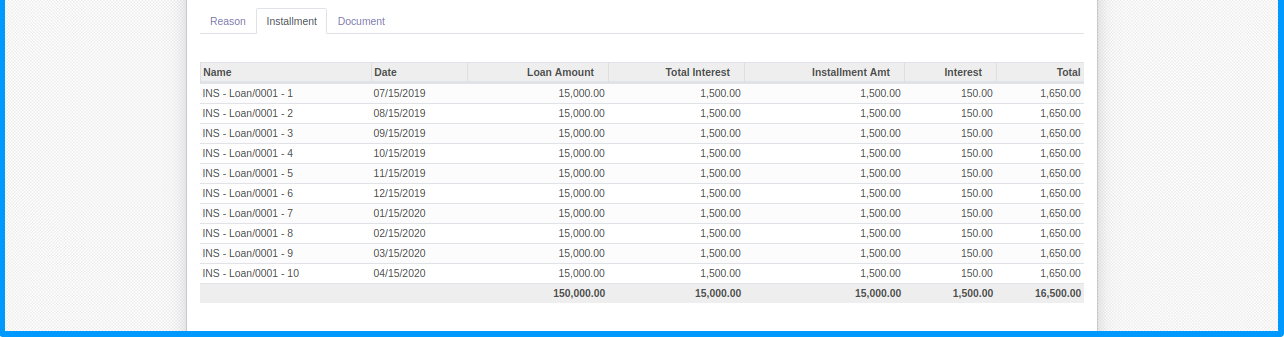 Reason Installment Document
Name Date Loan Amount Total Interest Installment Amt Interest Total
INS - Loan/0001 - 1 07/15/2019 15,000.00 1,500.00 1,500.00 150.00 1,650.00
INS - Loan/0001 - 2 08/15/2019 15,000.00 1,500.00 1,500.00 150.00 1,650.00
INS - Loan/0001 - 3 09/15/2019 15,000.00 1,500.00 1,500.00 150.00 1,650.00
INS - Loan/0001 - 4 10/15/2019 15,000.00 1,500.00 1,500.00 150.00 1,650.00
INS - Loan/0001 - 5 11/15/2019 15,000.00 1,500.00 1,500.00 150.00 1,650.00
INS - Loan/0001 - 6 12/15/2019 15,000.00 1,500.00 1,500.00 150.00 1,650.00
INS - Loan/0001 - 7 01/15/2020 15,000.00 1,500.00 1,500.00 150.00 1,650.00
INS - Loan/0001 - 8 02/15/2020 15,000.00 1,500.00 1,500.00 150.00 1,650.00
INS - Loan/0001 - 9 03/15/2020 15,000.00 1,500.00 1,500.00 150.00 1,650.00
INS - Loan/0001 - 10 04/15/2020 15,000.00 1,500.00 1,500.00 150.00 1,650.00
150,000.00 15,000.00 15,000.00 1,500.00 16,500.00